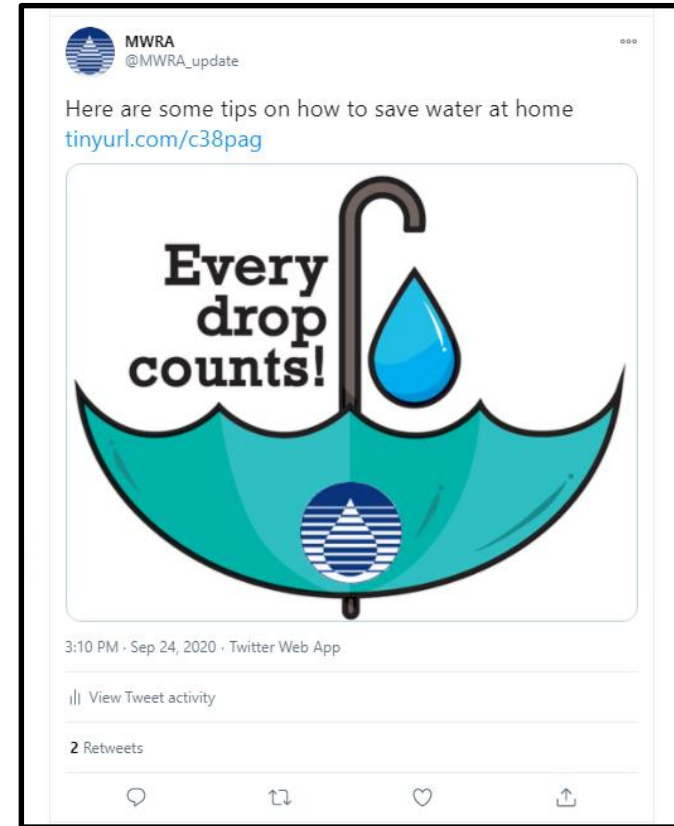 MWRA
@MWRA_update
Here are some tips on how to save water at home
tinyurl.com/c38pag
Every
drop
counts!
3:10 PM · Sep 24, 2020 · Twitter Web App
View Tweet activity
2 Retweets